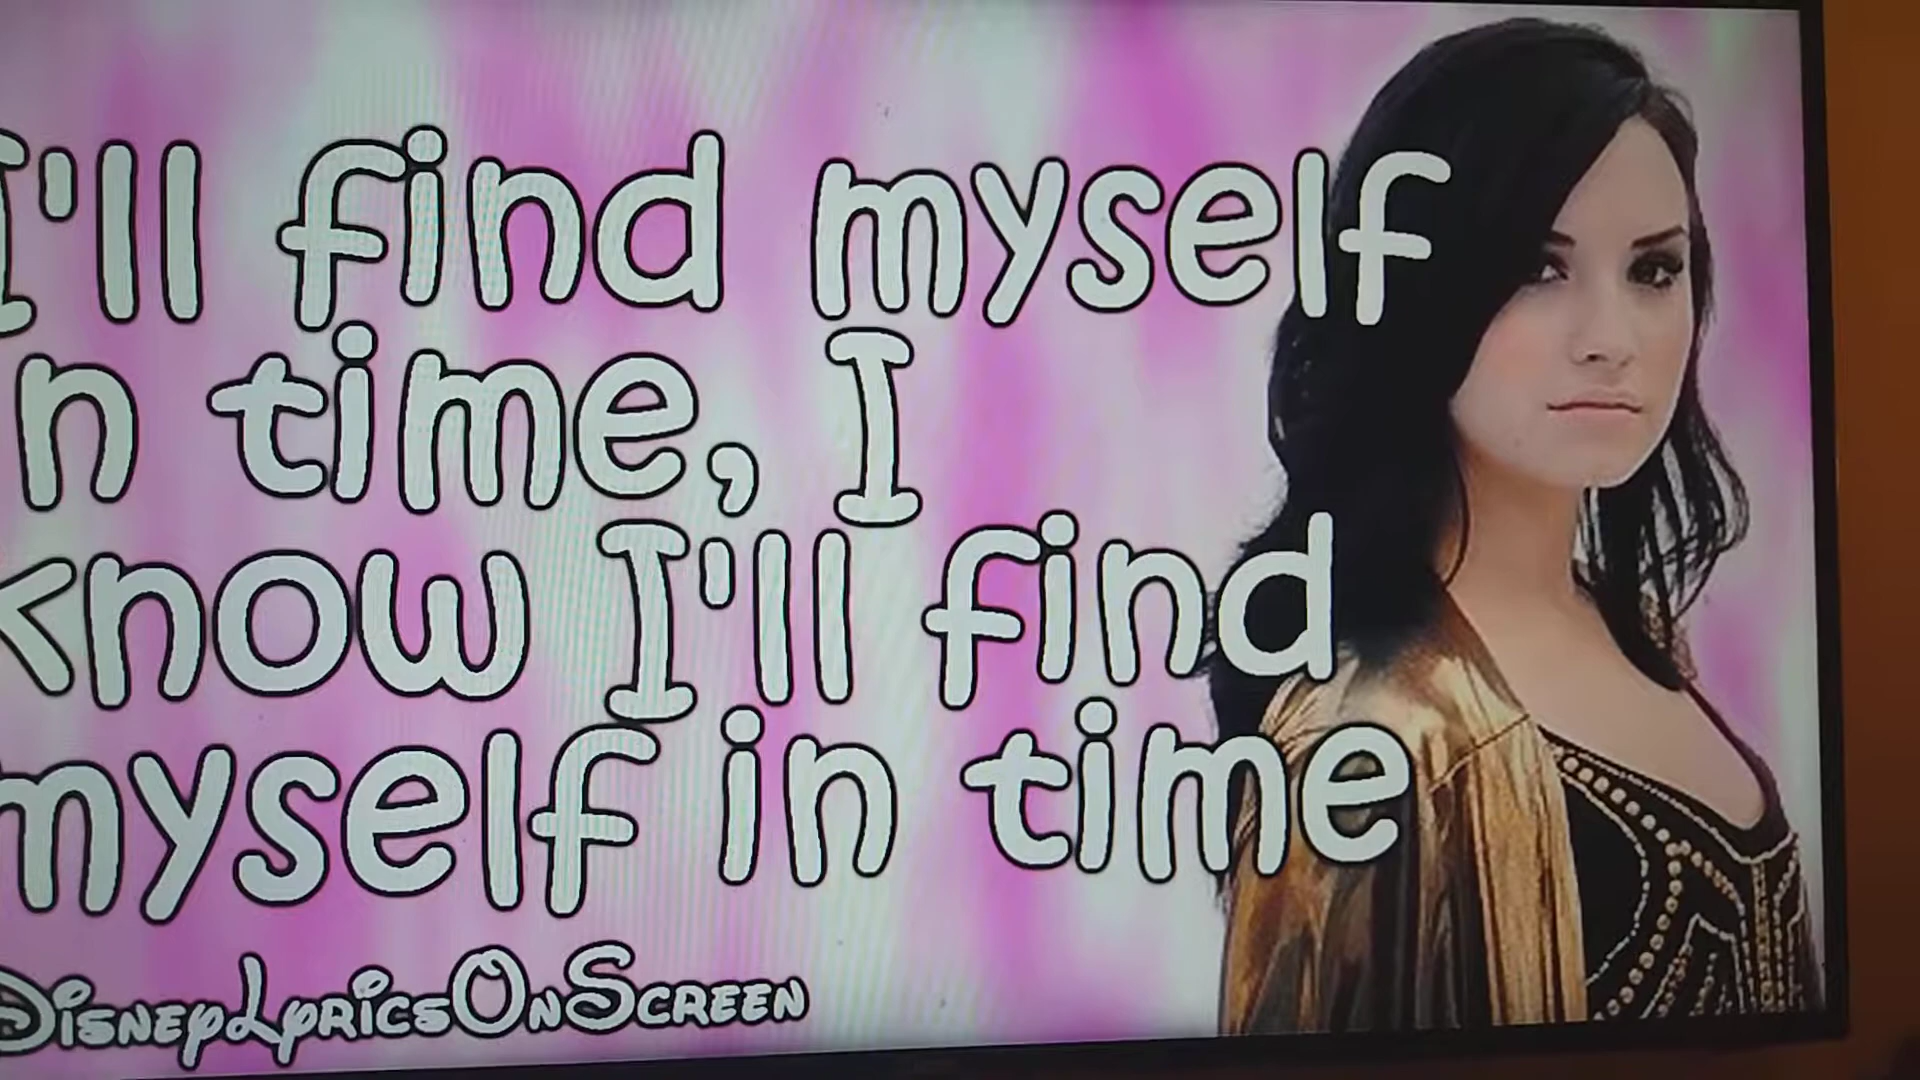 I'll find myself
n time, I
know I'll find
myself in time
DisneyLyricsOnScreen